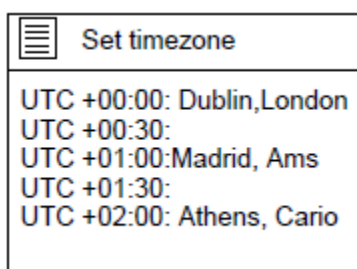 Set timezone
UTC +00:00: Dublin,London
UTC +00:30:
UTC +01:00:Madrid, Ams
UTC +01:30:
UTC +02:00: Athens, Cario